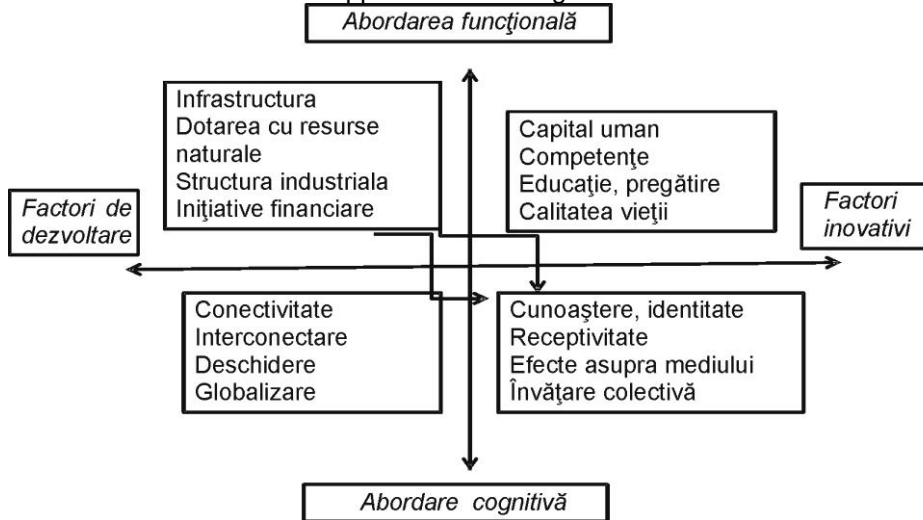 Abordarea funcţională
Infrastructura
Dotarea cu resurse
naturale
Structura industriala
Iniţiative financiare
Capital uman
Competenţe
Educaţie, pregătire
Calitatea vieţii
Factori de
dezvoltare
Factori
inovativi
Conectivitate
Interconectare
Deschidere
Globalizare
Cunoaştere, identitate
Receptivitate
Efecte asupra mediului
Învăţare colectivă
Abordare cognitivă